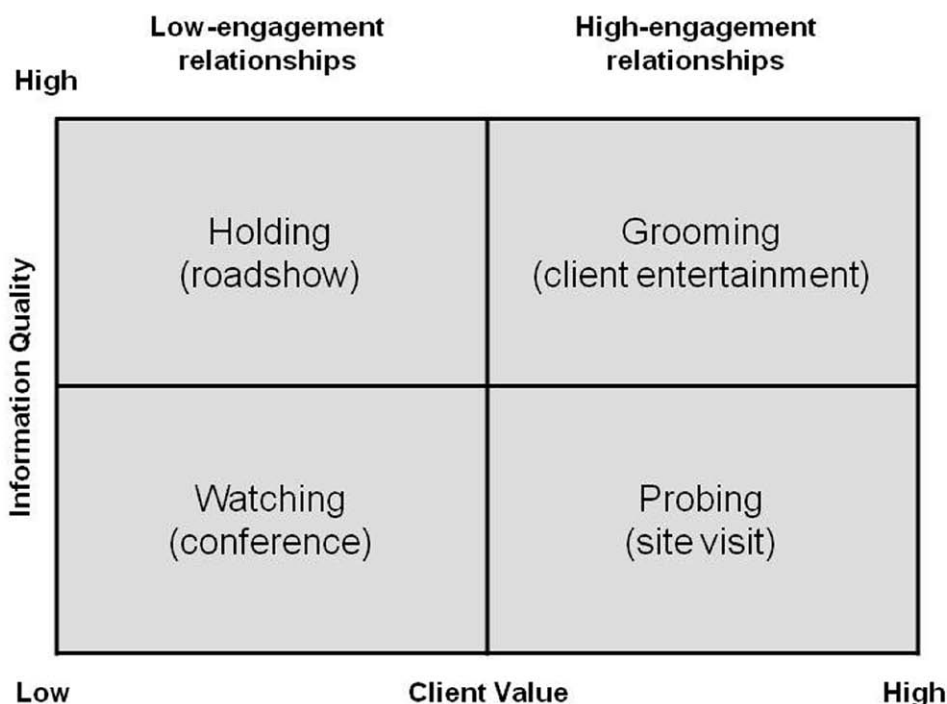 Low-engagement
relationships
High-engagement
relationships
High
Holding
(roadshow)
Grooming
(client entertainment)
Information Quality
Watching
(conference)
Probing
(site visit)
Low
Client Value
High